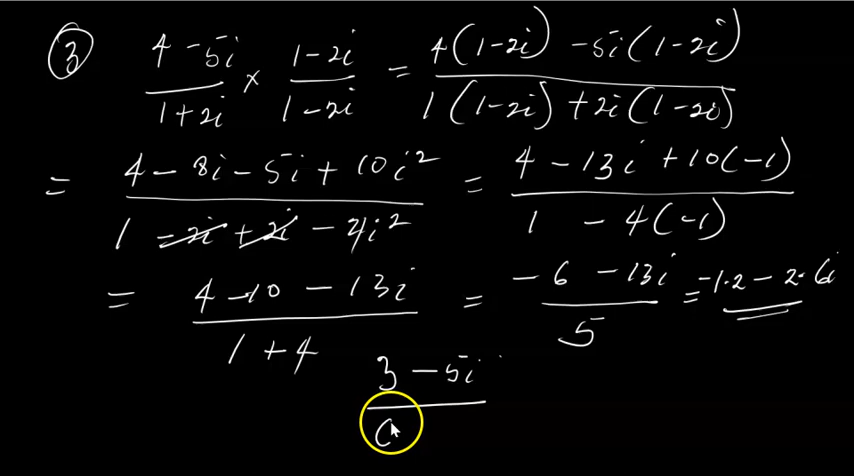 ③ (4 - 5i)/(1 + 2i) × (1 - 2i)/(1 - 2i) = (4(1 - 2i) - 5i(1 - 2i))/(1(1 - 2i) + 2i(1 - 2i))
= (4 - 8i - 5i + 10i²)/(1 - 2i + 2i - 4i²) = (4 - 13i + 10(-1))/(1 - 4(-1))
= (4 - 10 - 13i)/(1 + 4) = (-6 - 13i)/5 = -1.2 - 2.6i
3 - 5i